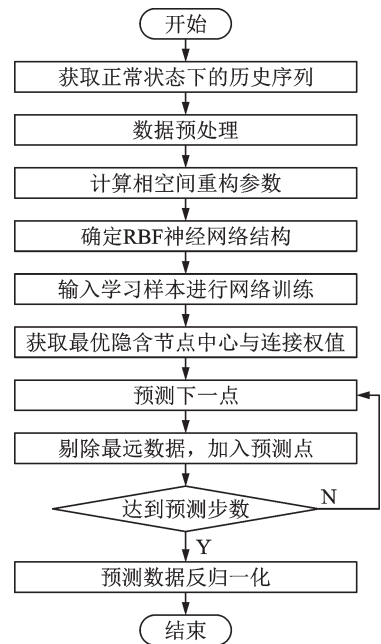 开始
获取正常状态下的历史序列
数据预处理
计算相空间重构参数
确定RBF神经网络结构
输入学习样本进行网络训练
获取最优隐含节点中心与连接权值
预测下一点
剔除最远数据，加入预测点
达到预测步数
N
Y
预测数据反归一化
结束